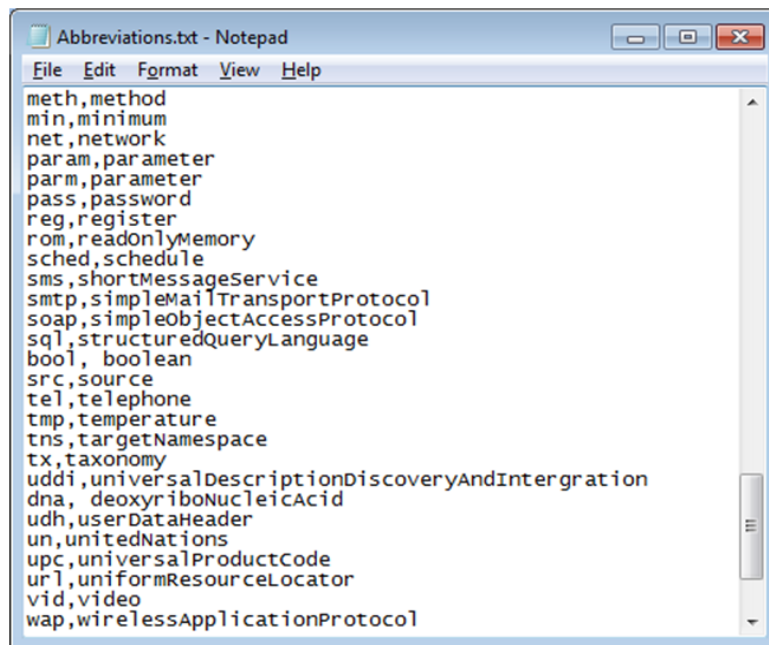 Abbreviations.txt - Notepad
File Edit Format View Help
meth,method
min,minimum
net,network
param,parameter
parm,parameter
pass,password
reg,register
rom,readOnlyMemory
sched,schedule
sms,shortMessageService
smtp,simpleMailTransportProtocol
soap,simpleObjectAccessProtocol
sql,structuredQueryLanguage
bool, boolean
src,source
tel,telephone
tmp,temperature
tns,targetNamespace
tx,taxonomy
uddi,universalDescriptionDiscoveryAndIntergration
dna, deoxyriboNucleicAcid
udh,userDataHeader
un,unitedNations
upc,universalProductCode
url,uniformResourceLocator
vid,video
wap,wirelessApplicationProtocol